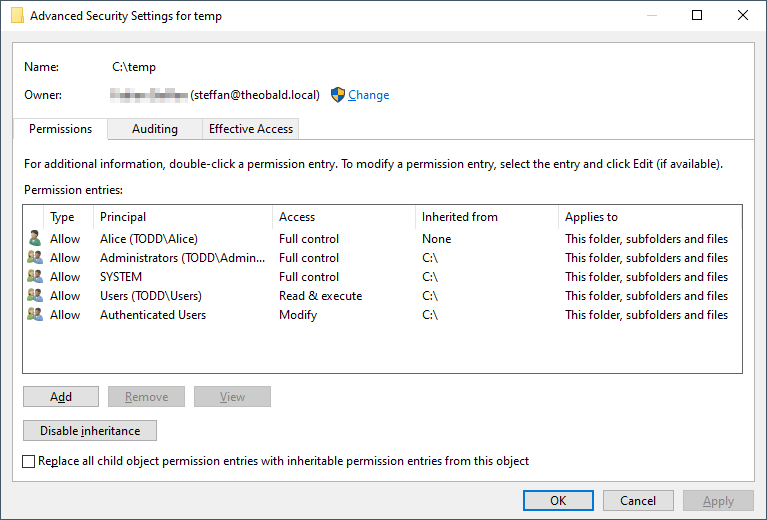 Advanced Security Settings for temp
Name: C:\temp
Owner: (steffan@theobald.local) Change
Permissions Auditing Effective Access
For additional information, double-click a permission entry. To modify a permission entry, select the entry and click Edit (if available).
Permission entries:
Type Principal Access Inherited from Applies to
Allow Alice (TODD\Alice) Full control None This folder, subfolders and files
Allow Administrators (TODD\Admin... Full control C:\ This folder, subfolders and files
Allow SYSTEM Full control C:\ This folder, subfolders and files
Allow Users (TODD\Users) Read & execute C:\ This folder, subfolders and files
Allow Authenticated Users Modify C:\ This folder, subfolders and files
Add Remove View
Disable inheritance
Replace all child object permission entries with inheritable permission entries from this object
OK Cancel Apply